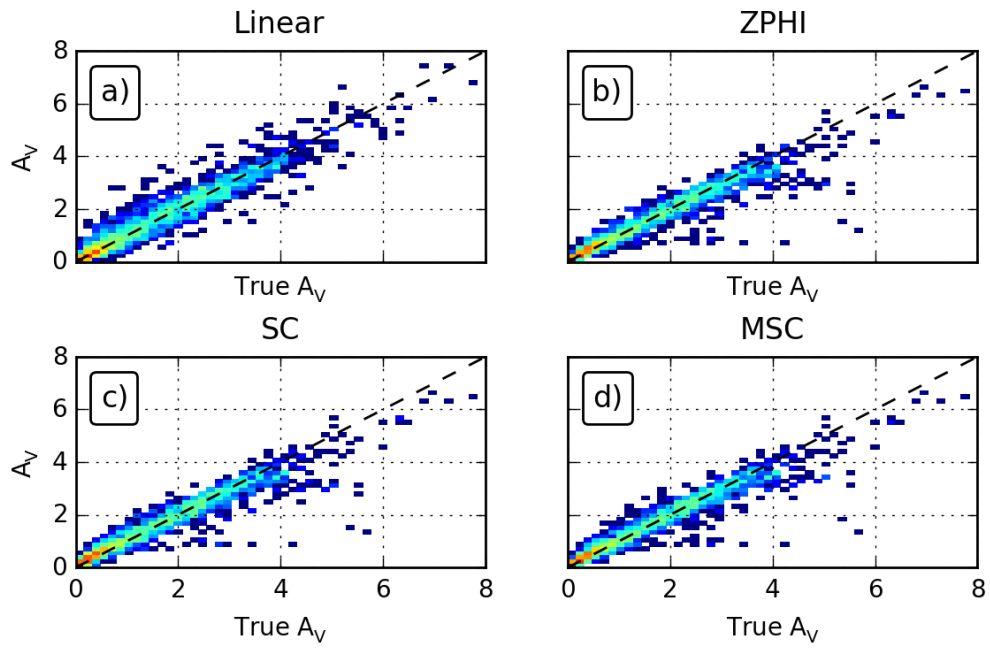 Linear
ZPHI
8
6
4
2
0
A_V
a)
b)
True A_V
True A_V
SC
MSC
8
6
4
2
0
A_V
c)
d)
0 2 4 6 8
0 2 4 6 8
True A_V
True A_V